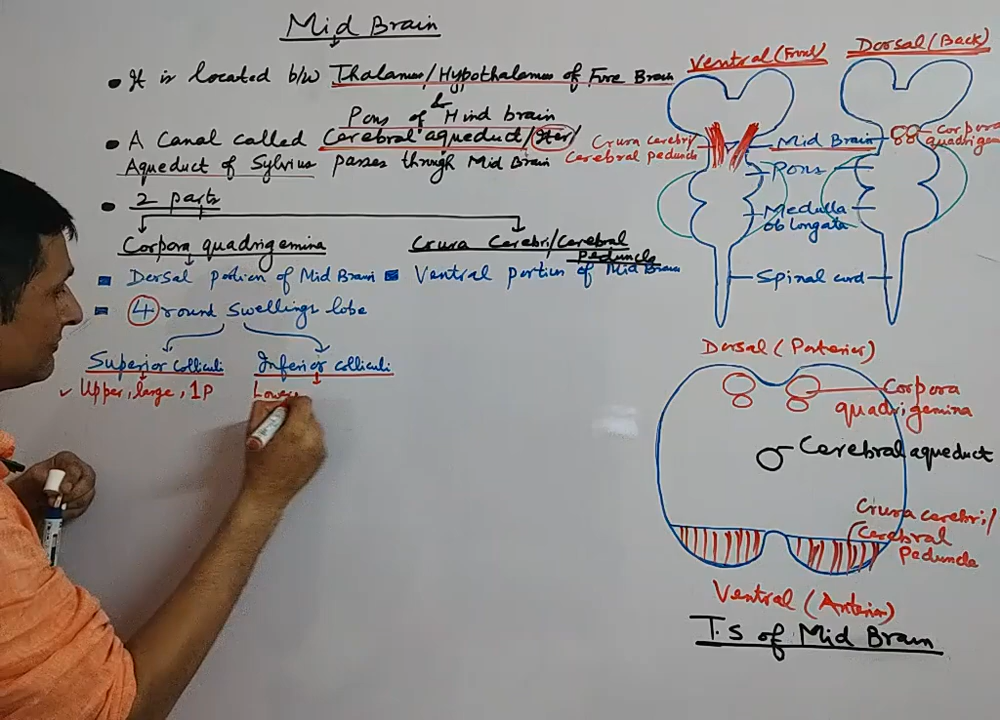 Mid Brain
• It is located b/w Thalamus/Hypothalamus of Fore Brain
&
Pons of Hind brain
• A Canal called Cerebral aqueduct/Iter/
Aqueduct of Sylvius passes through Mid Brain
• 2 parts
Corpora quadrigemina
Dorsal portion of Mid Brain
4 round swellings lobe
Superior colliculi
✓ Upper, large, 1P
Inferior colliculi
Lower
Crura Cerebri/Cerebral
Peduncle
Ventral portion of Mid Brain
Ventral (Front)
Dorsal (Back)
Crura cerebri/
Cerebral peduncle
Mid Brain
Corpora
quadrigem
Pons
Medulla
oblongata
Spinal cord
Dorsal (Posterior)
Corpora
quadrigemina
Cerebral aqueduct
Crura cerebri/
Cerebral
Peduncle
Ventral (Anterior)
T.S of Mid Brain